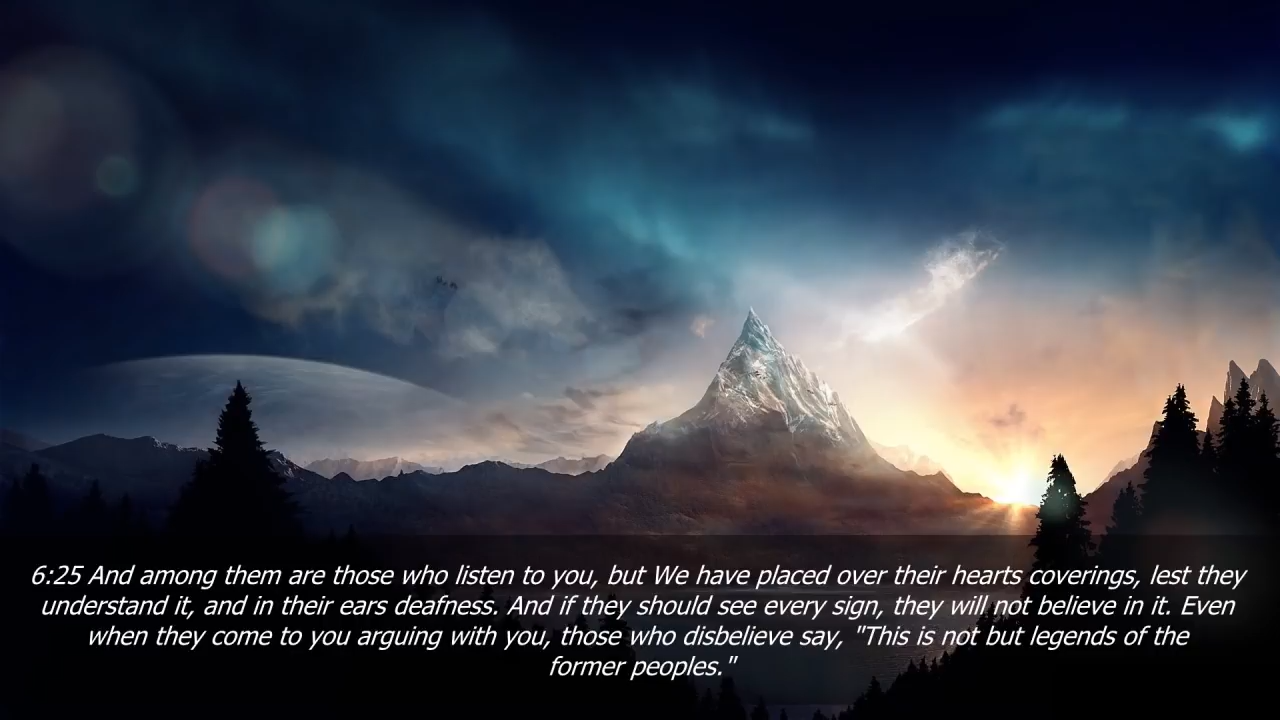 6:25 And among them are those who listen to you, but We have placed over their hearts coverings, lest they
understand it, and in their ears deafness. And if they should see every sign, they will not believe in it. Even
when they come to you arguing with you, those who disbelieve say, "This is not but legends of the
former peoples."